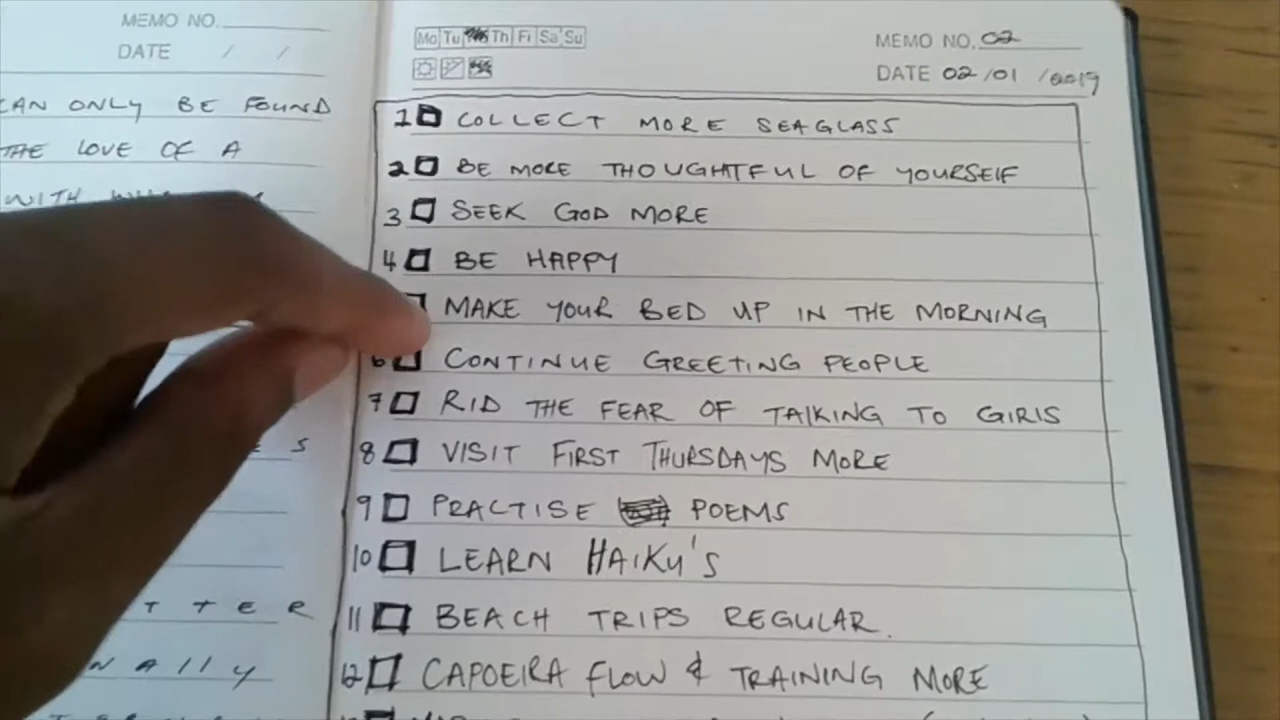 MEMO NO.
DATE / /
CAN ONLY BE FOUND
THE LOVE OF A
WITH
S
T T E R
N A L L Y
Mo Tu Th Fr Sa Su
MEMO NO. 02
DATE 02/01/2019
1 COLLECT MORE SEAGLASS
2 BE MORE THOUGHTFUL OF YOURSELF
3 SEEK GOD MORE
4 BE HAPPY
MAKE YOUR BED UP IN THE MORNING
6 CONTINUE GREETING PEOPLE
7 RID THE FEAR OF TALKING TO GIRLS
8 VISIT FIRST THURSDAYS MORE
9 PRACTISE POEMS
10 LEARN HAIKU'S
11 BEACH TRIPS REGULAR.
12 CAPOEIRA FLOW & TRAINING MORE